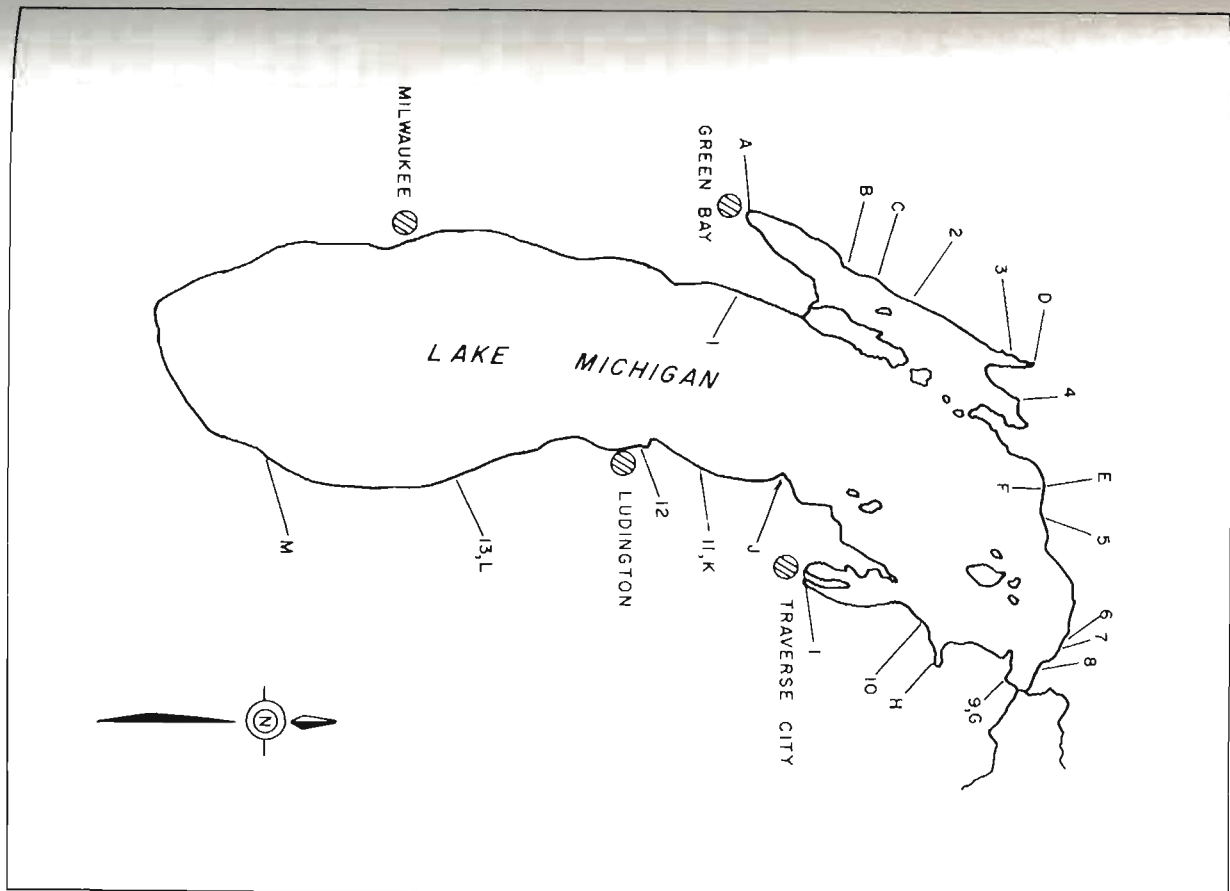 MILWAUKEE
GREEN BAY
A
B
C
2
3
D
4
1
LAKE MICHIGAN
E
F
5
6
7
8
9,G
H
10
I
TRAVERSE CITY
J
11,K
12
LUDINGTON
13,L
M
N